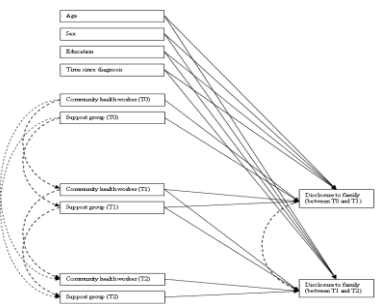 Age
Sex
Education
Time since diagnosis
Community health worker (T0)
Support group (T0)
Community health worker (T1)
Support group (T1)
Disclosure to family
(between T0 and T1)
Community health worker (T2)
Support group (T2)
Disclosure to family
(between T1 and T2)